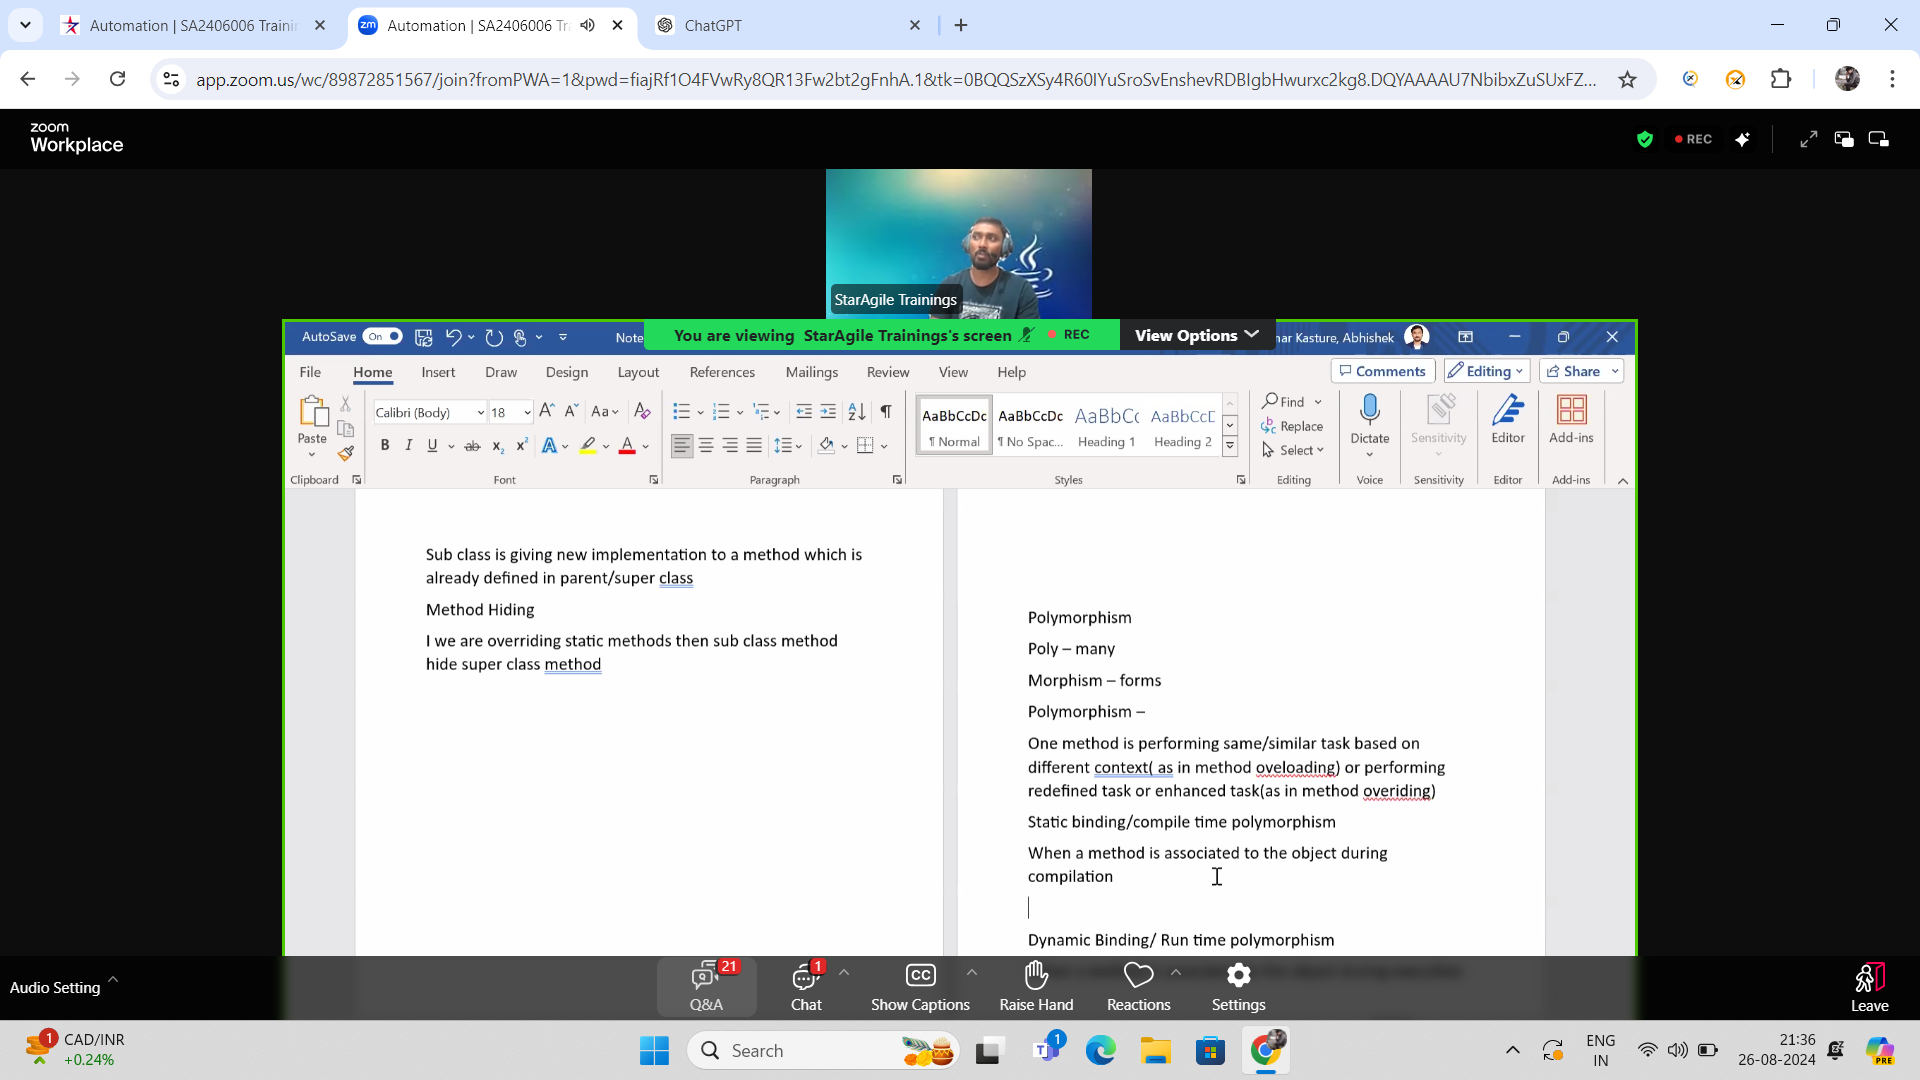 Automation | SA2406006 Trainin
Automation | SA2406006 Tr
ChatGPT
app.zoom.us/wc/89872851567/join?fromPWA=1&pwd=fiajRf1O4FVwRy8QR13Fw2bt2gFnhA.1&tk=0BQQSzXSy4R60IYuSroSvEnshevRDBIgbHwurxc2kg8.DQYAAAAU7NbibxZuSUxFZ...
zoom
Workplace
REC
StarAgile Trainings
AutoSave On
Note
You are viewing StarAgile Trainings's screen
REC
View Options
nar Kasture, Abhishek
File Home Insert Draw Design Layout References Mailings Review View Help
Comments Editing Share
Paste
Calibri (Body) 18
AaBbCcDc AaBbCcDc AaBbCc AaBbCcD
¶ Normal ¶ No Spac... Heading 1 Heading 2
Find
Replace
Select
Dictate Sensitivity Editor Add-ins
Clipboard Font Paragraph Styles Editing Voice Sensitivity Editor Add-ins
Sub class is giving new implementation to a method which is
already defined in parent/super class
Method Hiding
I we are overriding static methods then sub class method
hide super class method
Polymorphism
Poly – many
Morphism – forms
Polymorphism –
One method is performing same/similar task based on
different context( as in method oveloading) or performing
redefined task or enhanced task(as in method overiding)
Static binding/compile time polymorphism
When a method is associated to the object during
compilation
Dynamic Binding/ Run time polymorphism
Audio Setting
21
Q&A
1
Chat
CC
Show Captions
Raise Hand
Reactions
Settings
Leave
1
CAD/INR
+0.24%
Search
1
ENG
IN
21:36
26-08-2024
PRE